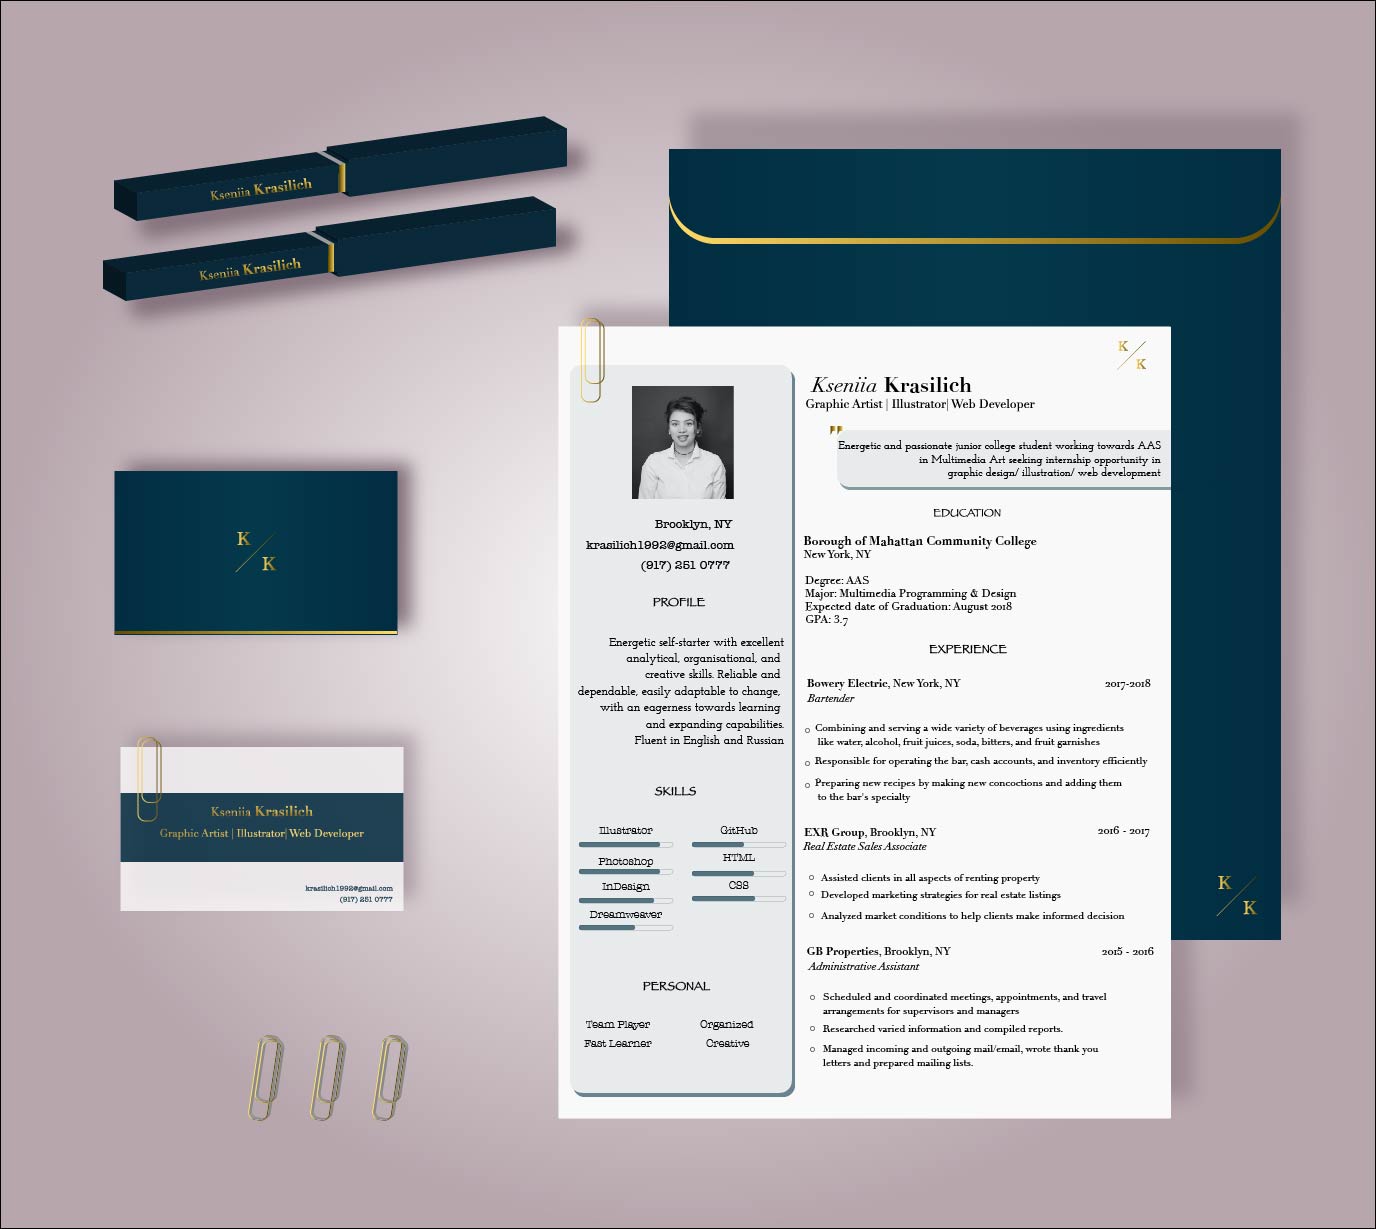 Kseniia Krasilich
Kseniia Krasilich
K
K
Kseniia Krasilich
Graphic Artist | Illustrator| Web Developer
krasilich1992@gmail.com
(917) 251 0777
Brooklyn, NY
krasilich1992@gmail.com
(917) 251 0777
PROFILE
Energetic self-starter with excellent
analytical, organisational, and
creative skills. Reliable and
dependable, easily adaptable to change,
with an eagerness towards learning
and expanding capabilities.
Fluent in English and Russian
SKILLS
Illustrator
Photoshop
InDesign
Dreamweaver
GitHub
HTML
CSS
PERSONAL
Team Player
Fast Learner
Organized
Creative
K
K
Kseniia Krasilich
Graphic Artist | Illustrator| Web Developer
"
Energetic and passionate junior college student working towards AAS
in Multimedia Art seeking internship opportunity in
graphic design/ illustration/ web development
EDUCATION
Borough of Mahattan Community College
New York, NY
Degree: AAS
Major: Multimedia Programming & Design
Expected date of Graduation: August 2018
GPA: 3.7
EXPERIENCE
Bowery Electric, New York, NY 2017-2018
Bartender
Combining and serving a wide variety of beverages using ingredients
like water, alcohol, fruit juices, soda, bitters, and fruit garnishes
Responsible for operating the bar, cash accounts, and inventory efficiently
Preparing new recipes by making new concoctions and adding them
to the bar's specialty
EXR Group, Brooklyn, NY 2016 - 2017
Real Estate Sales Associate
Assisted clients in all aspects of renting property
Developed marketing strategies for real estate listings
Analyzed market conditions to help clients make informed decision
GB Properties, Brooklyn, NY 2015 - 2016
Administrative Assistant
Scheduled and coordinated meetings, appointments, and travel
arrangements for supervisors and managers
Researched varied information and compiled reports.
Managed incoming and outgoing mail/email, wrote thank you
letters and prepared mailing lists.
K
K